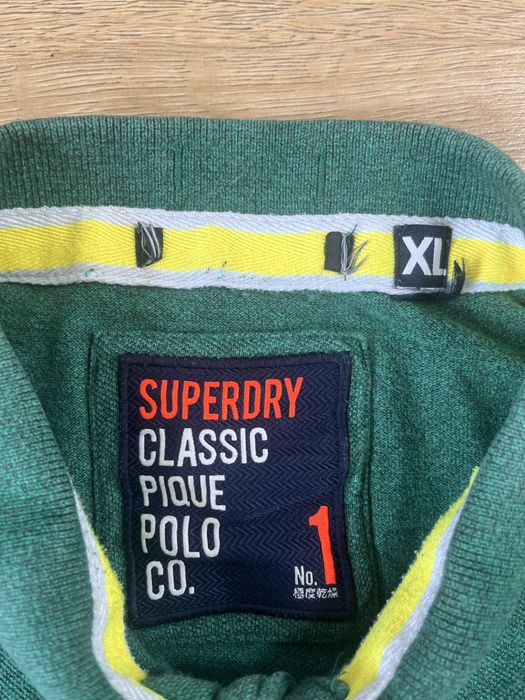 XL
SUPERDRY
CLASSIC
PIQUE
POLO
CO.
No. 1
極度乾燥